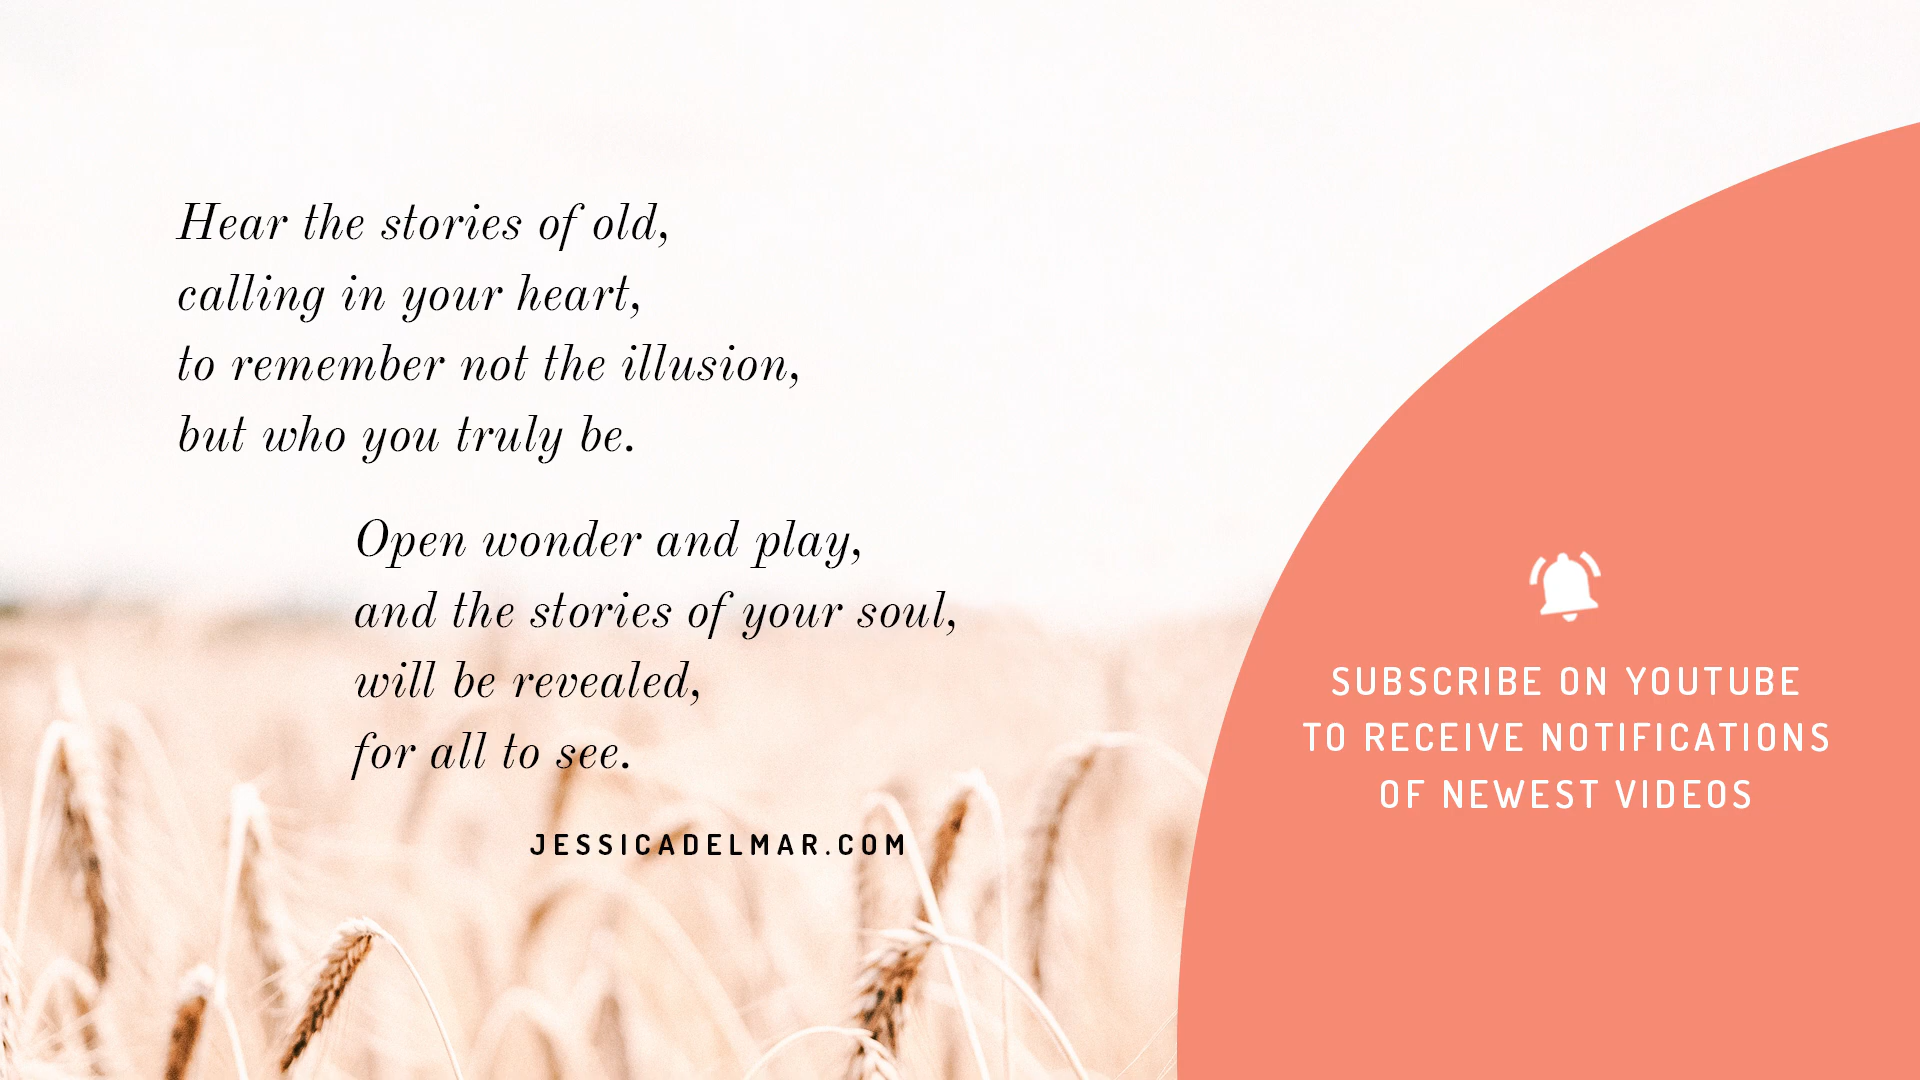 Hear the stories of old,
calling in your heart,
to remember not the illusion,
but who you truly be.
Open wonder and play,
and the stories of your soul,
will be revealed,
for all to see.
JESSICADELMAR.COM
SUBSCRIBE ON YOUTUBE
TO RECEIVE NOTIFICATIONS
OF NEWEST VIDEOS